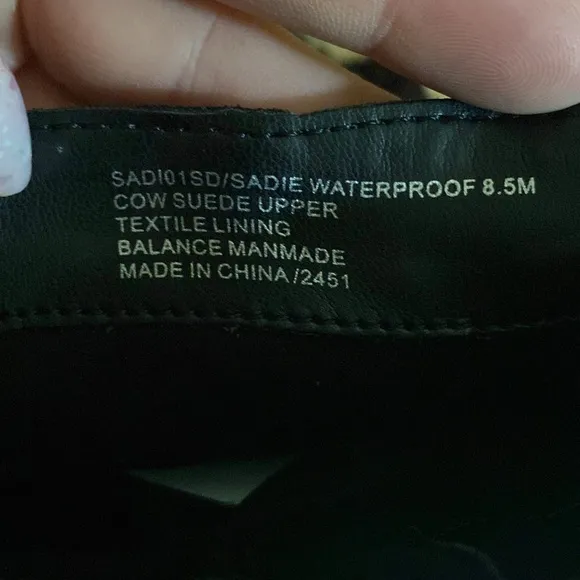 SADI01SD/SADIE WATERPROOF 8.5M
COW SUEDE UPPER
TEXTILE LINING
BALANCE MANMADE
MADE IN CHINA /2451